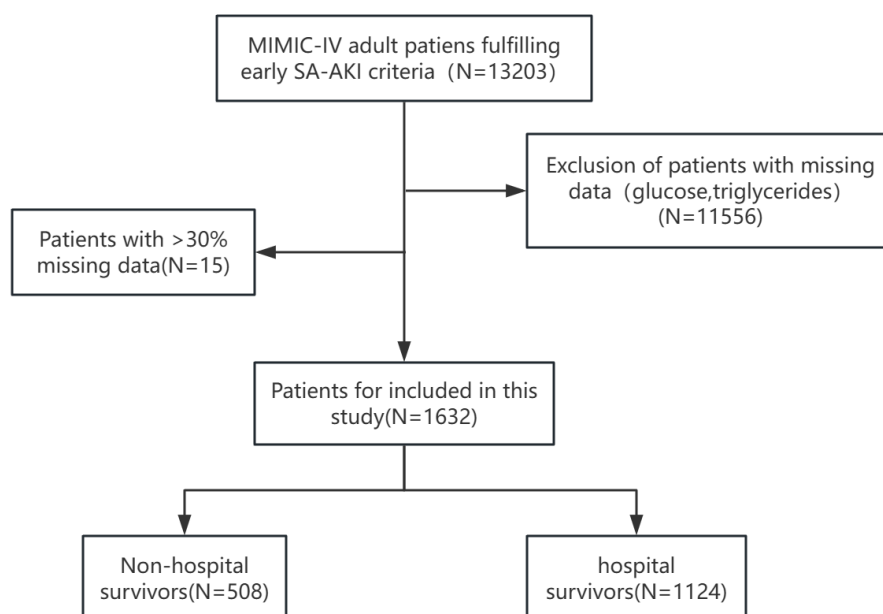 MIMIC-IV adult patiens fulfilling
early SA-AKI criteria（N=13203）
Exclusion of patients with missing
data（glucose,triglycerides）
(N=11556)
Patients with >30%
missing data(N=15)
Patients for included in this
study(N=1632)
Non-hospital
survivors(N=508)
hospital
survivors(N=1124)